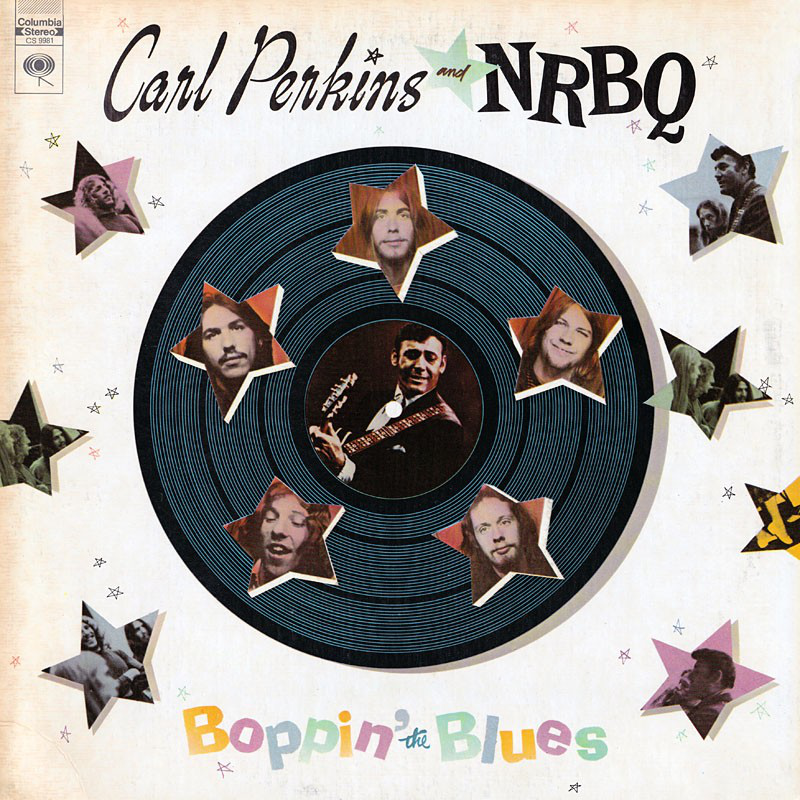 Columbia
Stereo
CS 9981
Carl Perkins and NRBQ
Boppin' the Blues